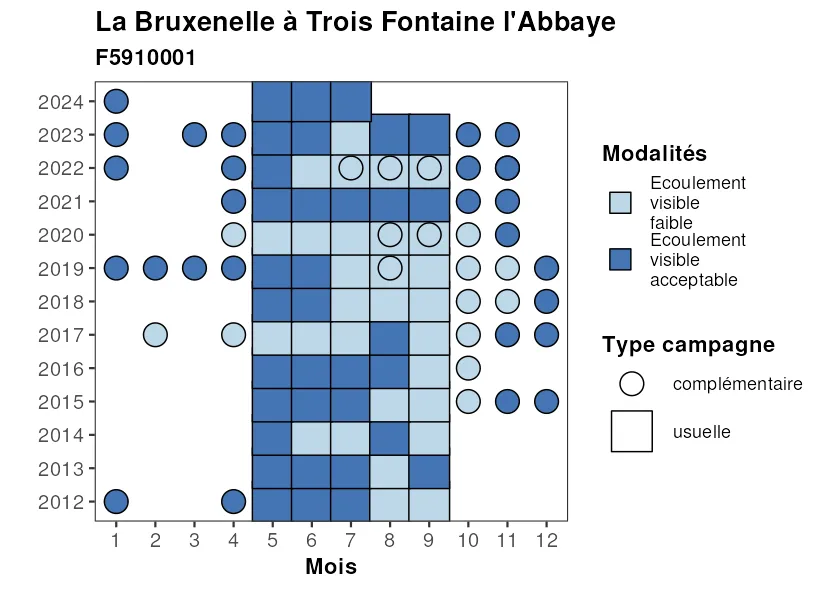 La Bruxenelle à Trois Fontaine l'Abbaye
F5910001
2024
2023
2022
2021
2020
2019
2018
2017
2016
2015
2014
2013
2012
1 2 3 4 5 6 7 8 9 10 11 12
Mois
Modalités
Ecoulement
visible
faible
Ecoulement
visible
acceptable
Type campagne
complémentaire
usuelle